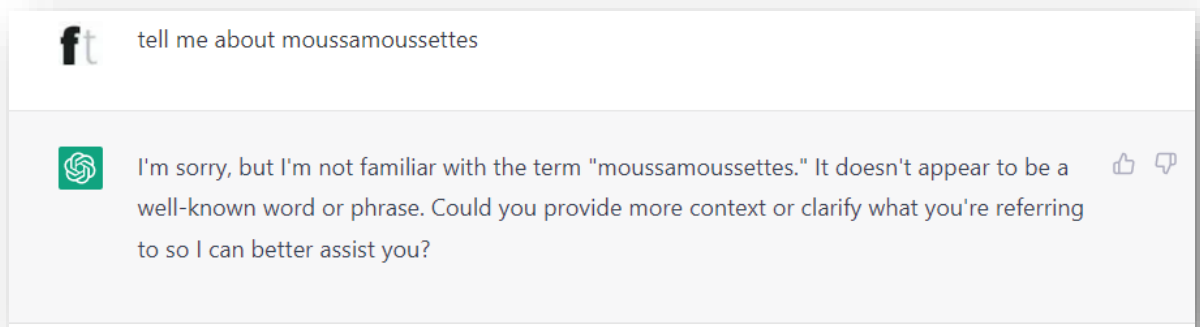 ft
tell me about moussamoussettes
I'm sorry, but I'm not familiar with the term "moussamoussettes." It doesn't appear to be a
well-known word or phrase. Could you provide more context or clarify what you're referring
to so I can better assist you?